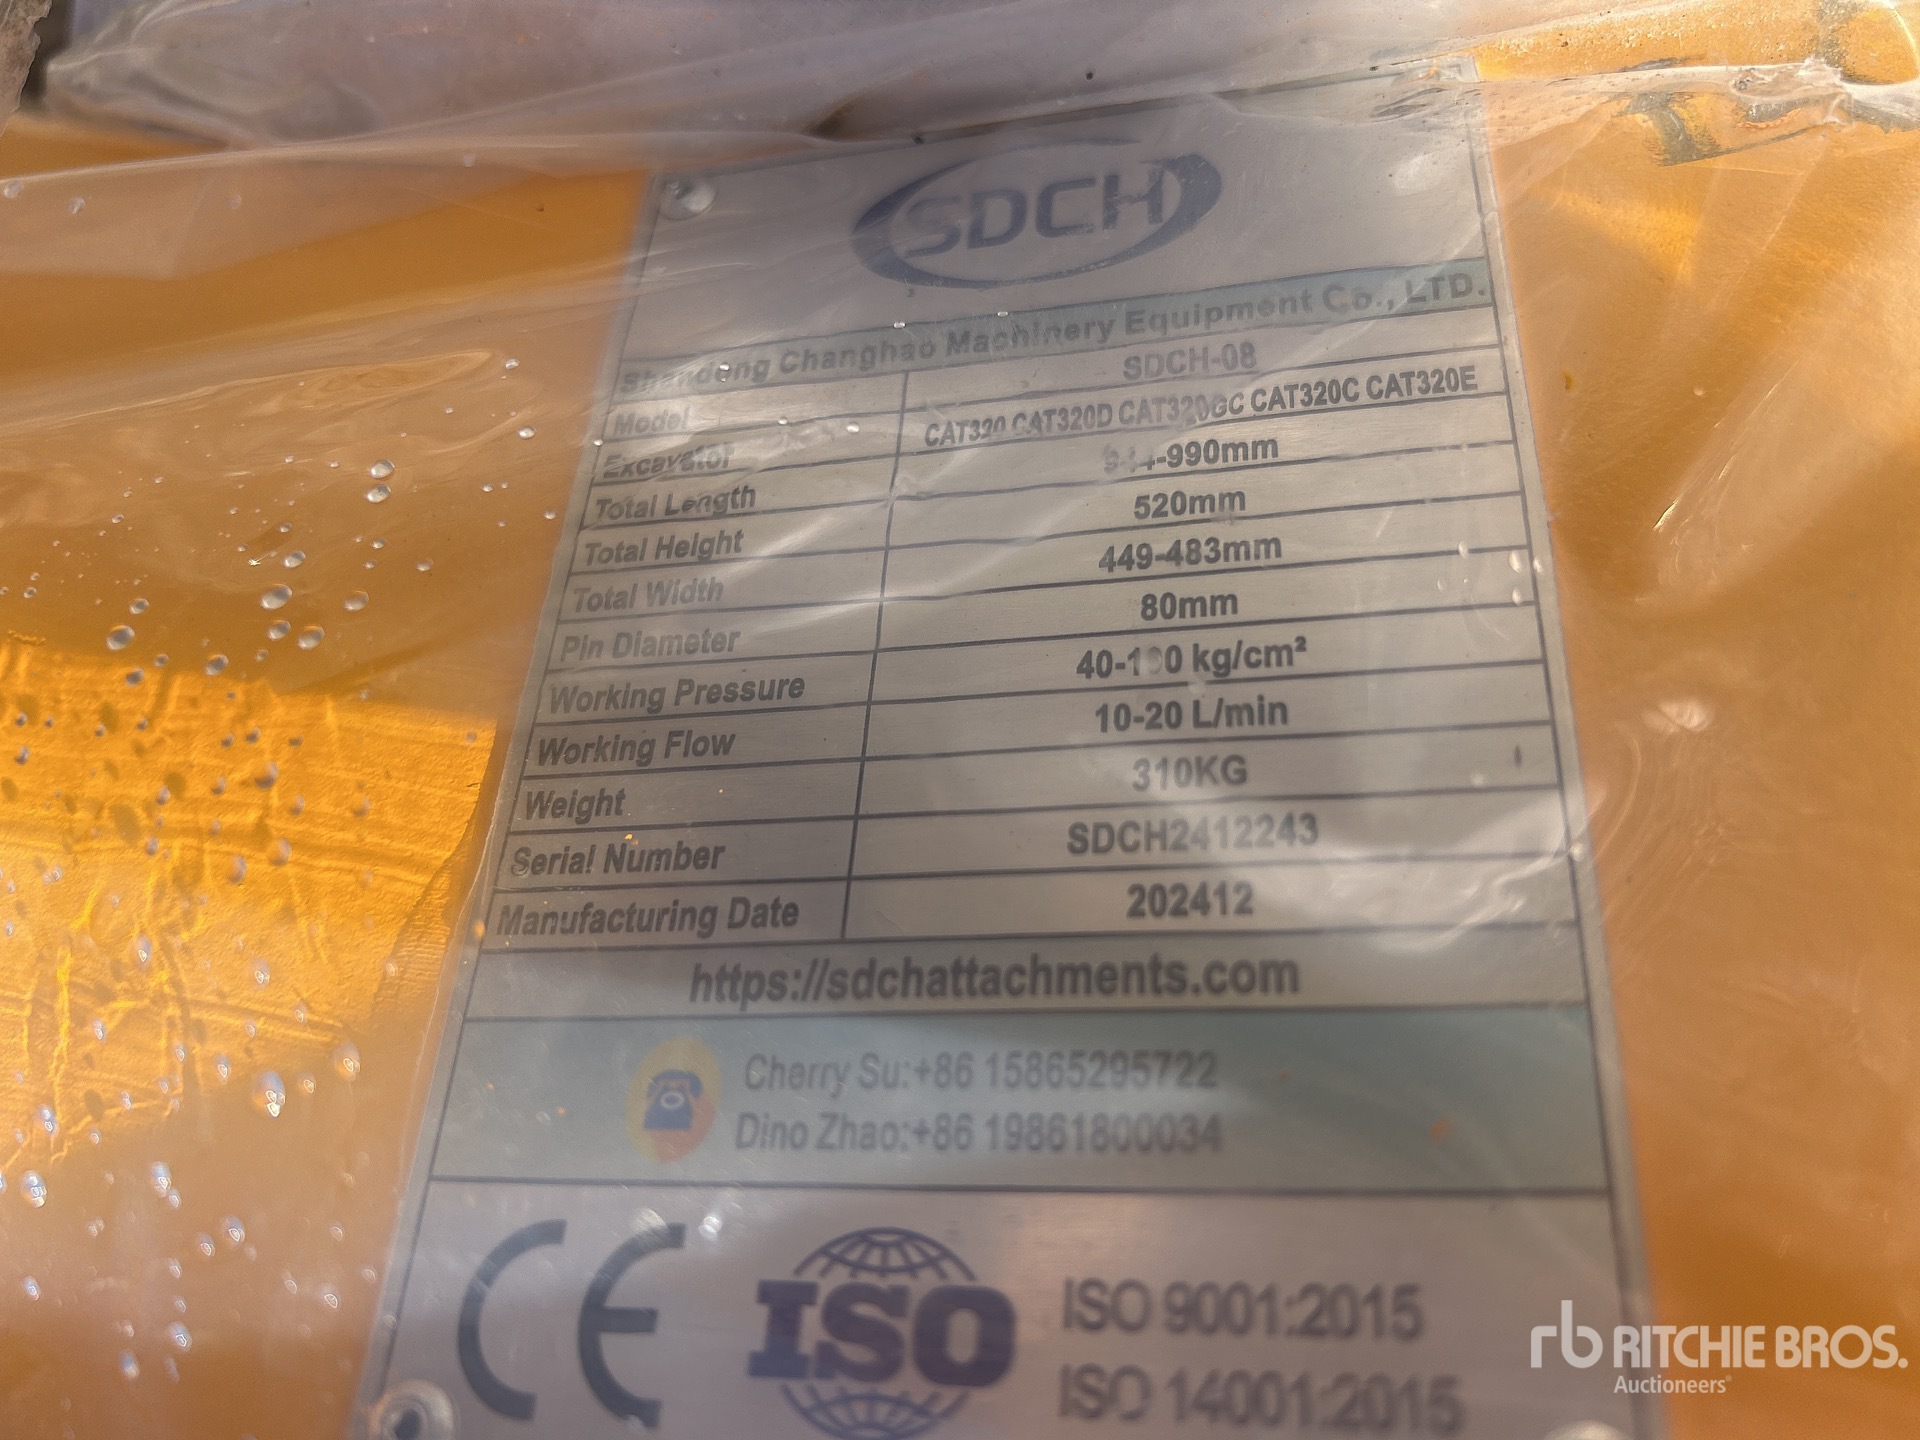 SDCH
Shandong Changhao Machinery Equipment Co., LTD.
Model SDCH-08
Excavator CAT320 CAT320D CAT320GC CAT320C CAT320E
Total Length
Total Height 520mm
Total Width 449-483mm
Pin Diameter 80mm
Working Pressure kg/cm²
Working Flow 10-20 L/min
Weight 310KG
Serial Number SDCH2412243
Manufacturing Date 202412
https://sdchattachments.com
Cherry Su:+86 15865295722
Dino Zhao:+86 19861800034
CE ISO ISO 9001:2015
ISO 14001:2015
rb RITCHIE BROS.
Auctioneers